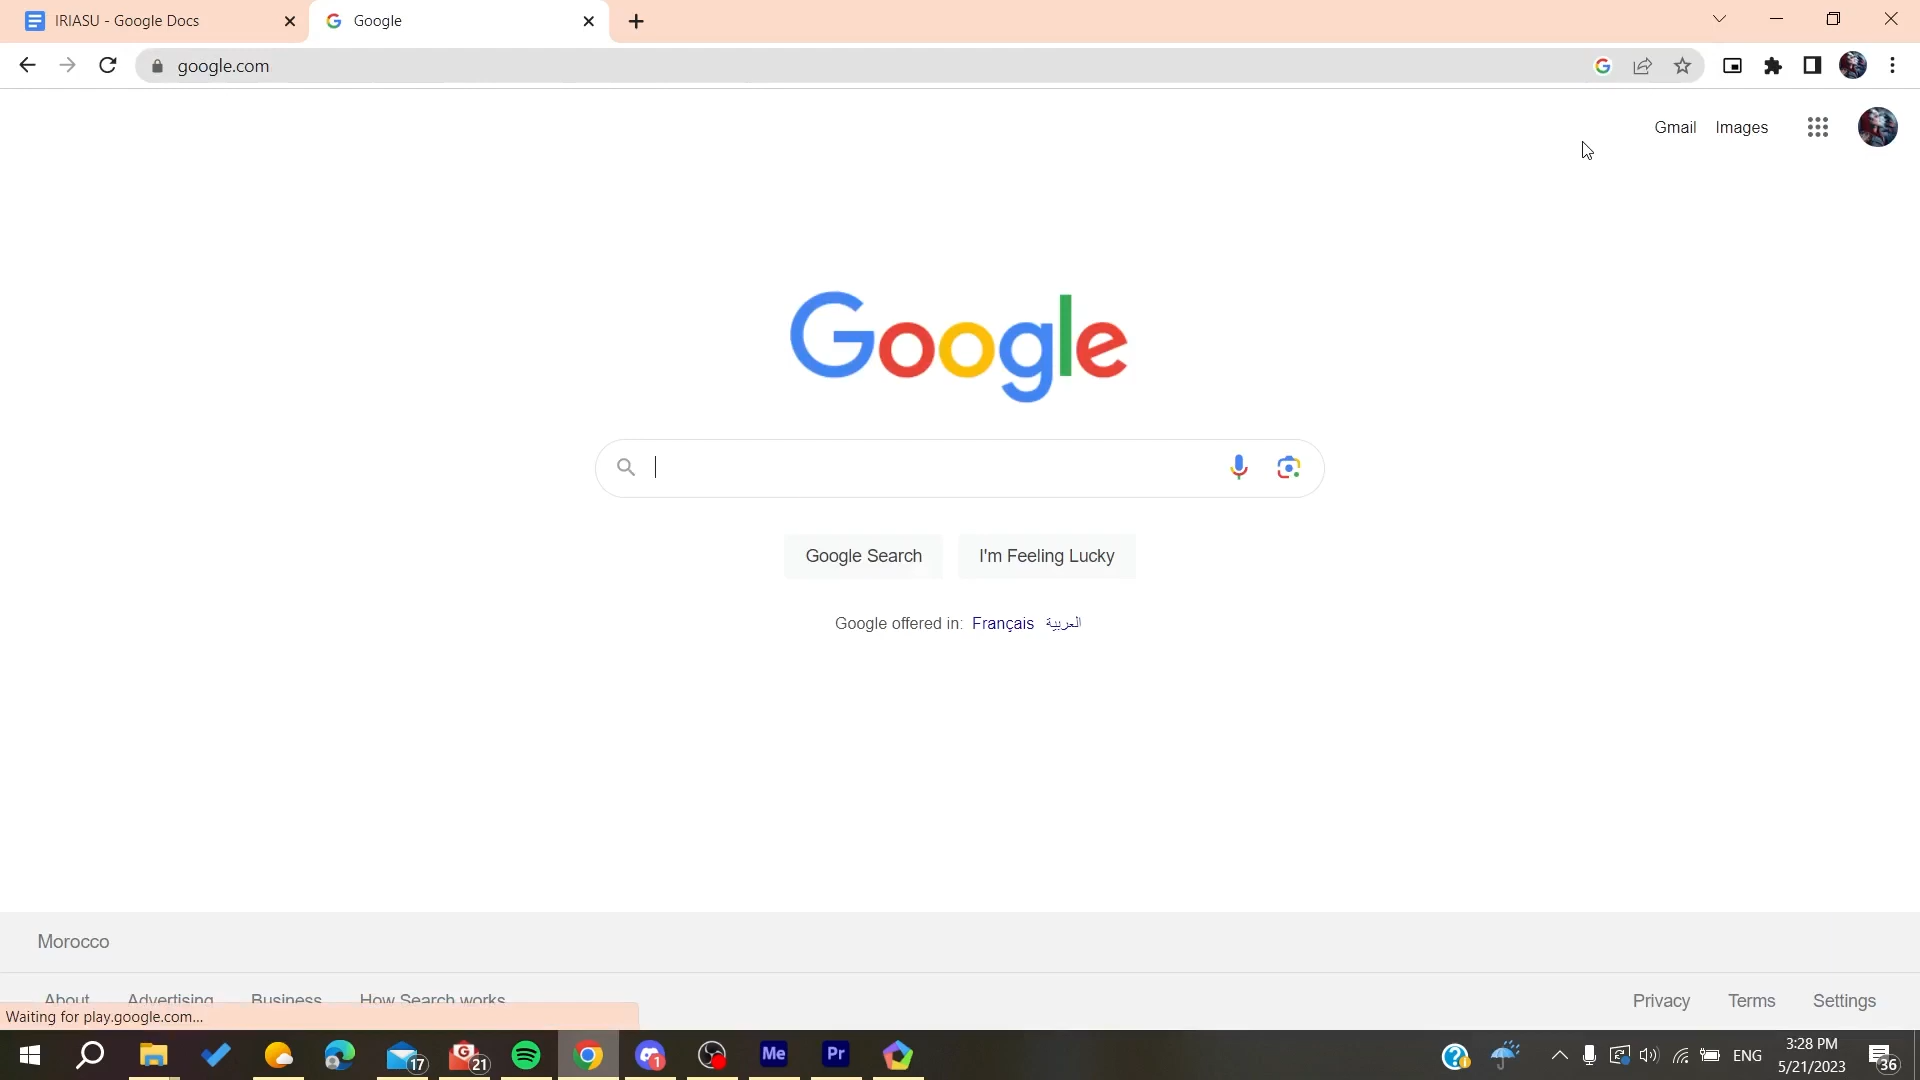 IRIASU - Google Docs
Google
google.com
Gmail
Images
Google
Google Search
I'm Feeling Lucky
Google offered in: Français العربية
Morocco
About
Advertising
Business
How Search works
Privacy
Terms
Settings
Waiting for play.google.com...
17
21
1
Me
Pr
ENG
3:28 PM
5/21/2023
36